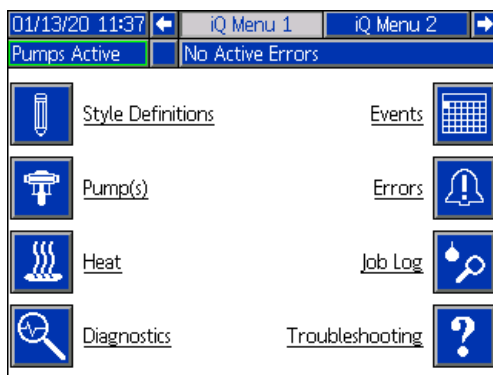 01/13/20 11:37 iQ Menu 1 iQ Menu 2
Pumps Active No Active Errors
Style Definitions Events
Pump(s) Errors
Heat Job Log
Diagnostics Troubleshooting ?